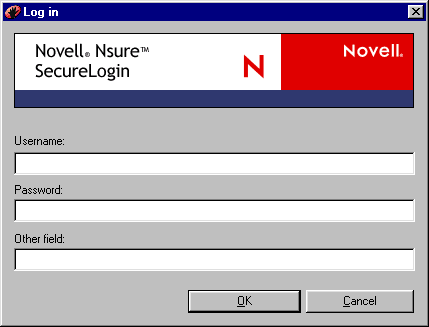 Log in
Novell® Nsure™
SecureLogin
N
Novell®
Username:
Password:
Other field:
OK
Cancel